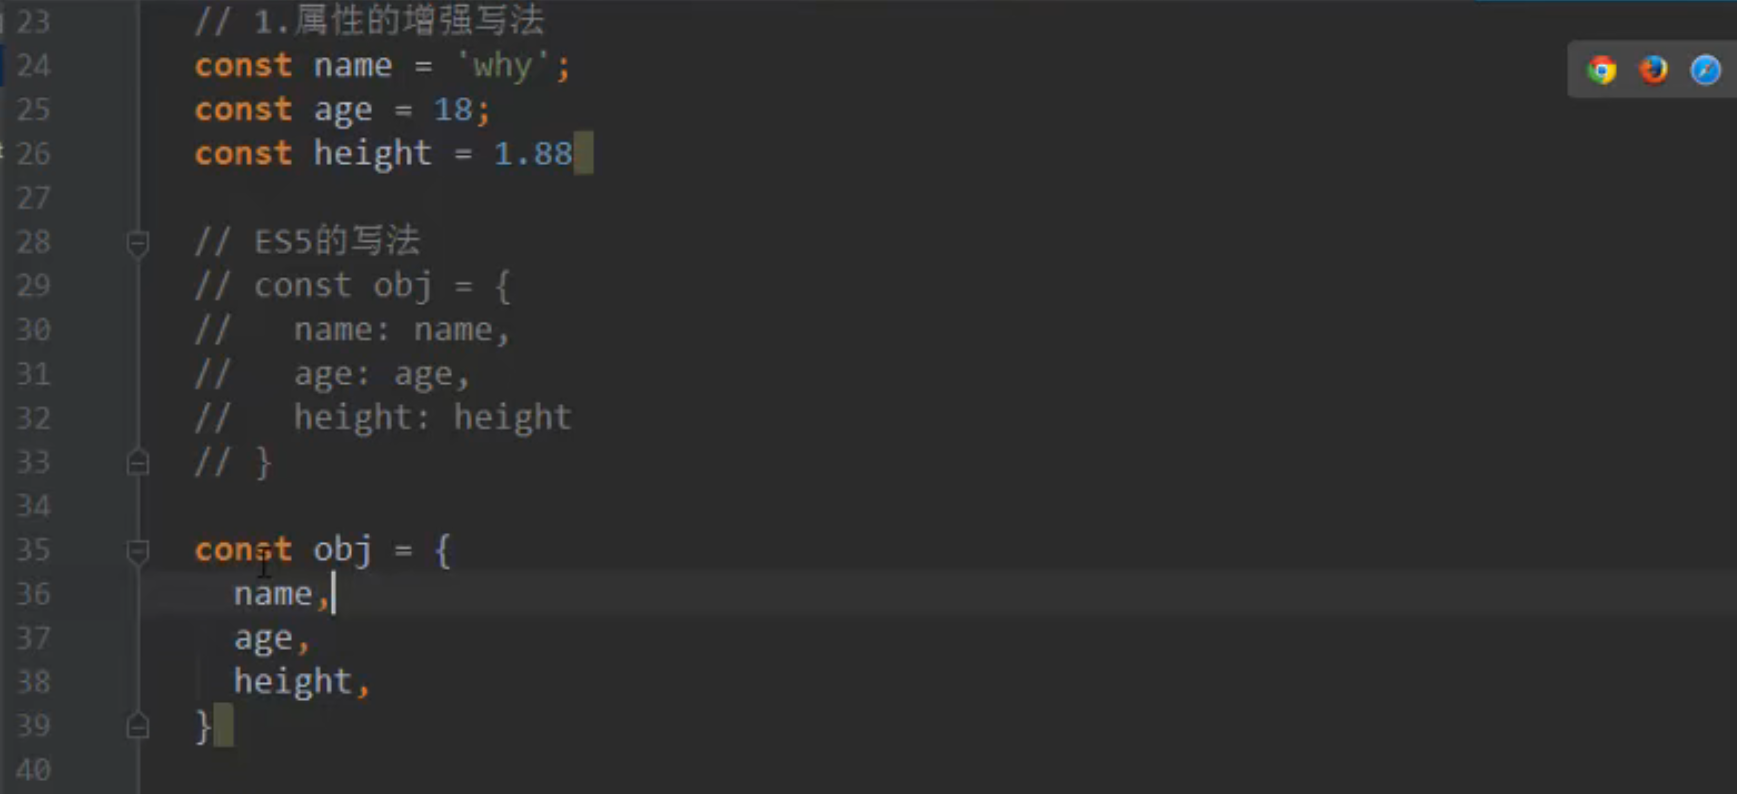 23 // 1.属性的增强写法
24 const name = 'why';
25 const age = 18;
26 const height = 1.88
27
28 // ES5的写法
29 // const obj = {
30 //   name: name,
31 //   age: age,
32 //   height: height
33 // }
34
35 const obj = {
36   name,
37   age,
38   height,
39 }
40